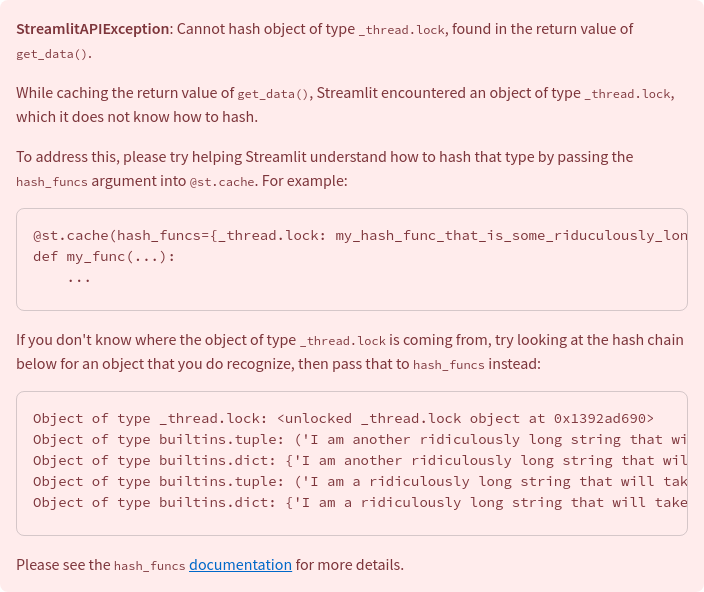 StreamlitAPIException: Cannot hash object of type _thread.lock, found in the return value of
get_data().
While caching the return value of get_data(), Streamlit encountered an object of type _thread.lock,
which it does not know how to hash.
To address this, please try helping Streamlit understand how to hash that type by passing the
hash_funcs argument into @st.cache. For example:
@st.cache(hash_funcs={_thread.lock: my_hash_func_that_is_some_riduculously_lon
def my_func(...):
    ...
If you don't know where the object of type _thread.lock is coming from, try looking at the hash chain
below for an object that you do recognize, then pass that to hash_funcs instead:
Object of type _thread.lock: <unlocked _thread.lock object at 0x1392ad690>
Object of type builtins.tuple: ('I am another ridiculously long string that wi
Object of type builtins.dict: {'I am another ridiculously long string that wil
Object of type builtins.tuple: ('I am a ridiculously long string that will tak
Object of type builtins.dict: {'I am a ridiculously long string that will take
Please see the hash_funcs documentation for more details.